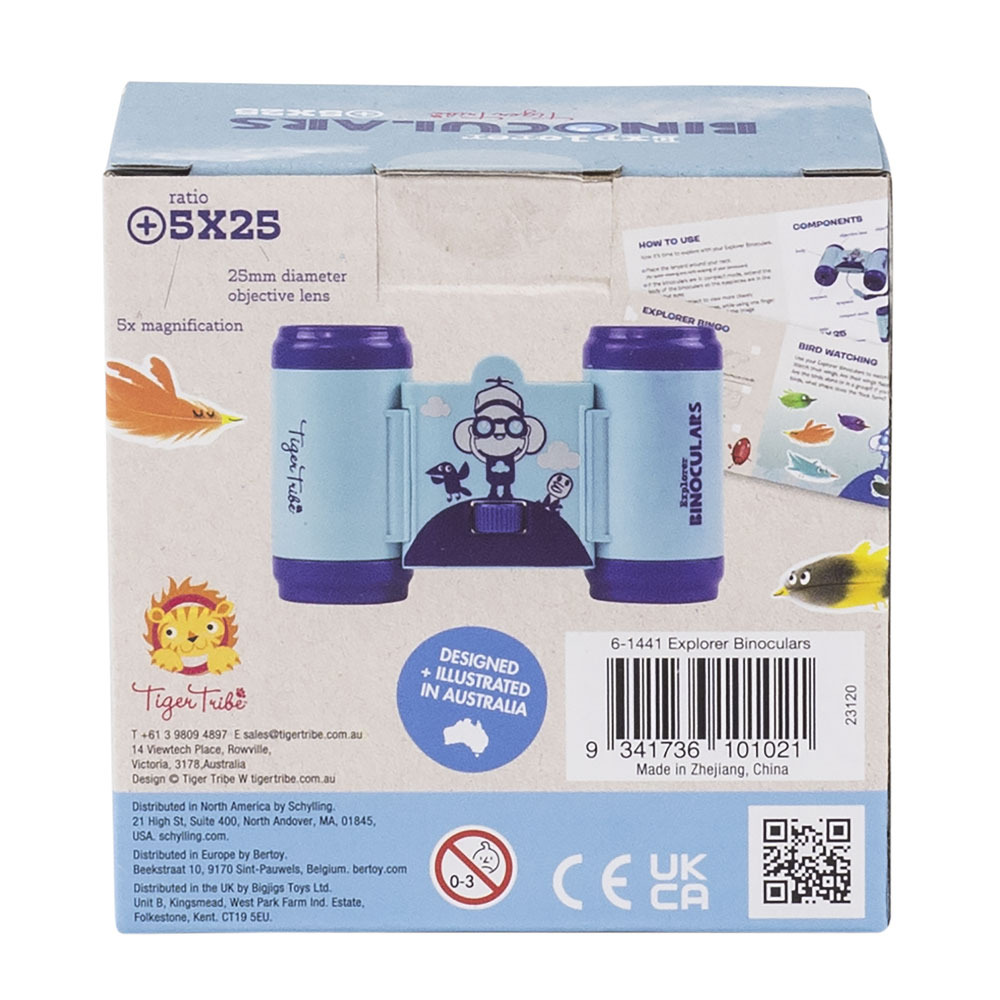 Explorer
BINOCULARS
Tiger Tribe 5X25
ratio
5X25
25mm diameter
objective lens
5x magnification
HOW TO USE
COMPONENTS
EXPLORER BINGO
BIRD WATCHING
Tiger Tribe
Explorer
BINOCULARS
Tiger Tribe
DESIGNED
+ ILLUSTRATED
IN AUSTRALIA
T +61 3 9809 4897 E sales@tigertribe.com.au
14 Viewtech Place, Rowville,
Victoria, 3178,Australia
Design © Tiger Tribe W tigertribe.com.au
6-1441 Explorer Binoculars
9 341736 101021
Made in Zhejiang, China
23120
Distributed in North America by Schylling.
21 High St, Suite 400, North Andover, MA, 01845,
USA. schylling.com.
Distributed in Europe by Bertoy.
Beekstraat 10, 9170 Sint-Pauwels, Belgium. bertoy.com
Distributed in the UK by Bigjigs Toys Ltd.
Unit B, Kingsmead, West Park Farm Ind. Estate,
Folkestone, Kent. CT19 5EU.
0-3
CE
UK
CA